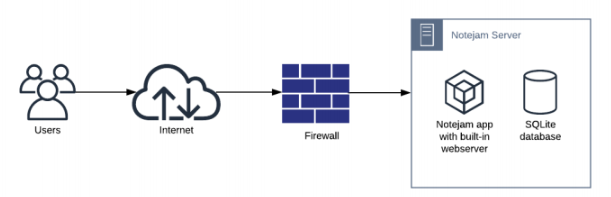 Notejam Server
Users
Internet
Firewall
Notejam app
with built-in
webserver
SQLite
database